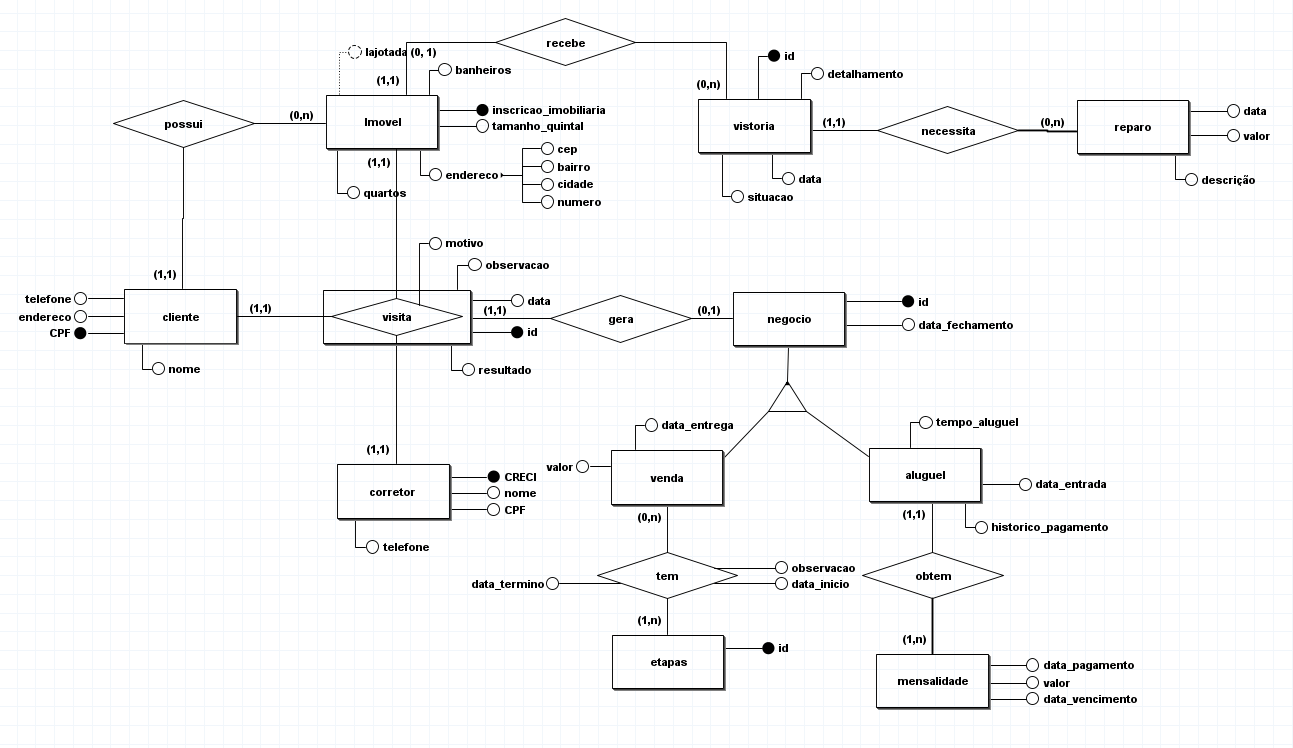 recebe
lajotada (0, 1)
id
banheiros
detalhamento
(1,1)
(0,n)
inscricao_imobiliaria
data
(0,n)
Imovel
possui
tamanho_quintal
vistoria
(1,1)
necessita
(0,n)
reparo
valor
cep
(1,1)
bairro
endereco
cidade
data
descrição
quartos
situacao
numero
motivo
observacao
(1,1)
telefone
data
id
endereco
cliente
(1,1)
visita
(1,1)
gera
(0,1)
negocio
CPF
id
data_fechamento
nome
resultado
data_entrega
tempo_aluguel
(1,1)
valor
venda
aluguel
CRECI
corretor
nome
data_entrada
CPF
(0,n)
(1,1)
historico_pagamento
telefone
observacao
data_termino
tem
data_inicio
obtem
(1,n)
(1,n)
id
etapas
data_pagamento
mensalidade
valor
data_vencimento